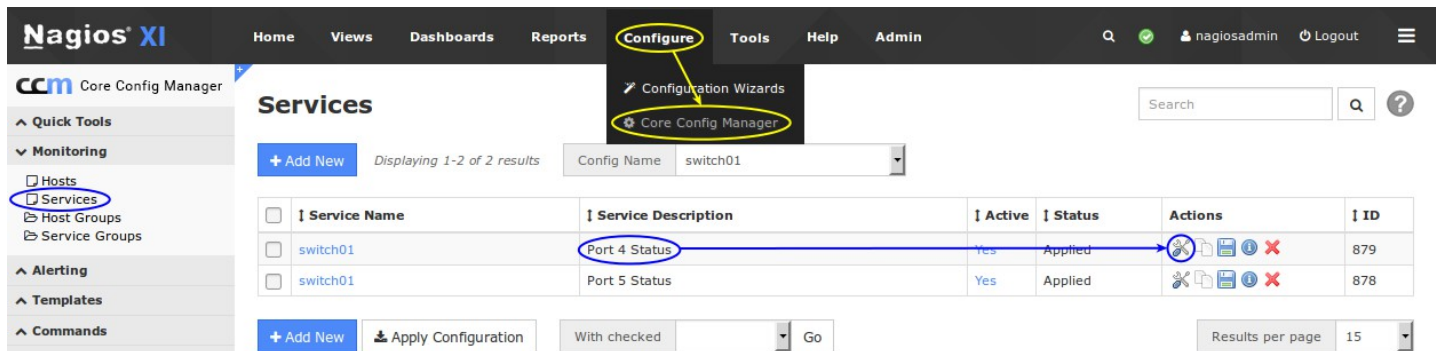 Nagios® XI
Home Views Dashboards Reports Configure Tools Help Admin
nagiosadmin Logout
Configuration Wizards
Core Config Manager
ccm Core Config Manager
Quick Tools
Monitoring
Hosts
Services
Host Groups
Service Groups
Alerting
Templates
Commands
Services
Search
+ Add New Displaying 1-2 of 2 results Config Name switch01
Service Name Service Description Active Status Actions ID
switch01 Port 4 Status Yes Applied 879
switch01 Port 5 Status Yes Applied 878
+ Add New Apply Configuration With checked Go Results per page 15